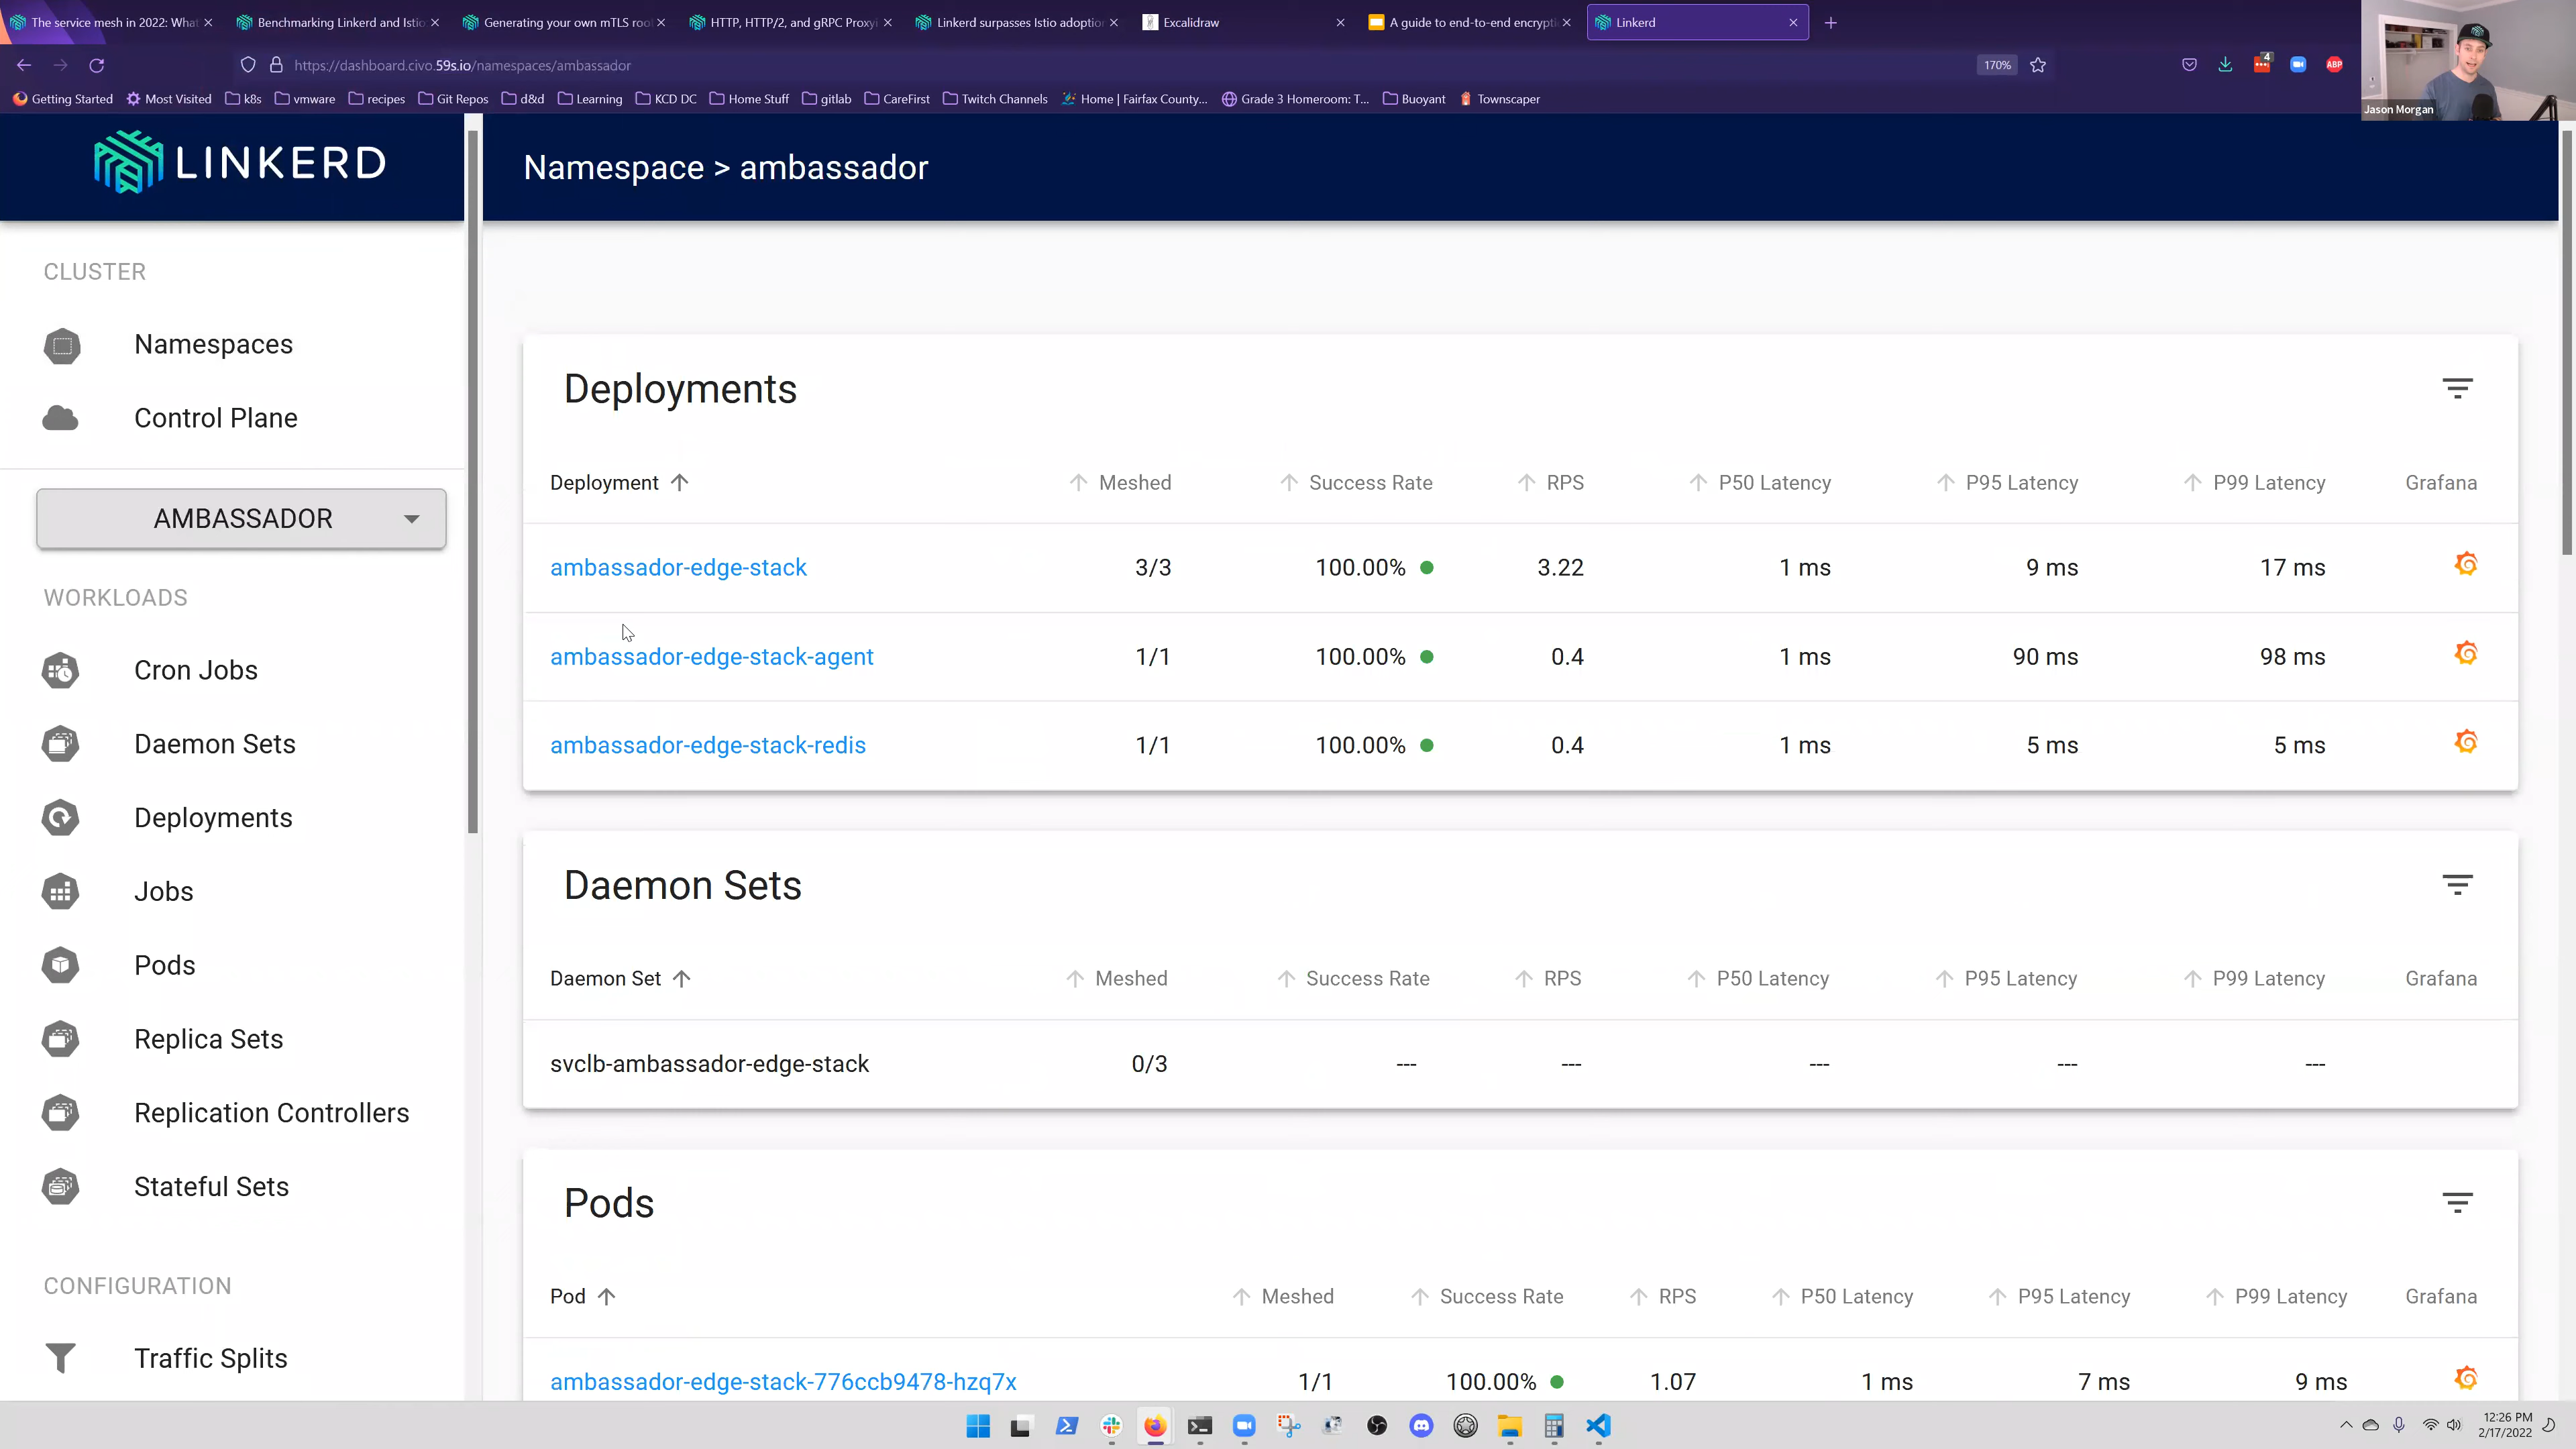 The service mesh in 2022: What
Benchmarking Linkerd and Istio
Generating your own mTLS roo
HTTP, HTTP/2, and gRPC Proxyi
Linkerd surpasses Istio adoptio
Excalidraw
A guide to end-to-end encrypti
Linkerd
https://dashboard.civo.59s.io/namespaces/ambassador
170%
4
ABP
Getting Started
Most Visited
k8s
vmware
recipes
Git Repos
d&d
Learning
KCD DC
Home Stuff
gitlab
CareFirst
Twitch Channels
Home | Fairfax County...
Grade 3 Homeroom: T...
Buoyant
Townscaper
Jason Morgan
LINKERD
Namespace > ambassador
CLUSTER
Namespaces
Control Plane
AMBASSADOR
WORKLOADS
Cron Jobs
Daemon Sets
Deployments
Jobs
Pods
Replica Sets
Replication Controllers
Stateful Sets
CONFIGURATION
Traffic Splits
Deployments
Deployment Meshed Success Rate RPS P50 Latency P95 Latency P99 Latency Grafana
ambassador-edge-stack 3/3 100.00% 3.22 1 ms 9 ms 17 ms
ambassador-edge-stack-agent 1/1 100.00% 0.4 1 ms 90 ms 98 ms
ambassador-edge-stack-redis 1/1 100.00% 0.4 1 ms 5 ms 5 ms
Daemon Sets
Daemon Set Meshed Success Rate RPS P50 Latency P95 Latency P99 Latency Grafana
svclb-ambassador-edge-stack 0/3 --- --- --- --- ---
Pods
Pod Meshed Success Rate RPS P50 Latency P95 Latency P99 Latency Grafana
ambassador-edge-stack-776ccb9478-hzq7x 1/1 100.00% 1.07 1 ms 7 ms 9 ms
12:26 PM
2/17/2022